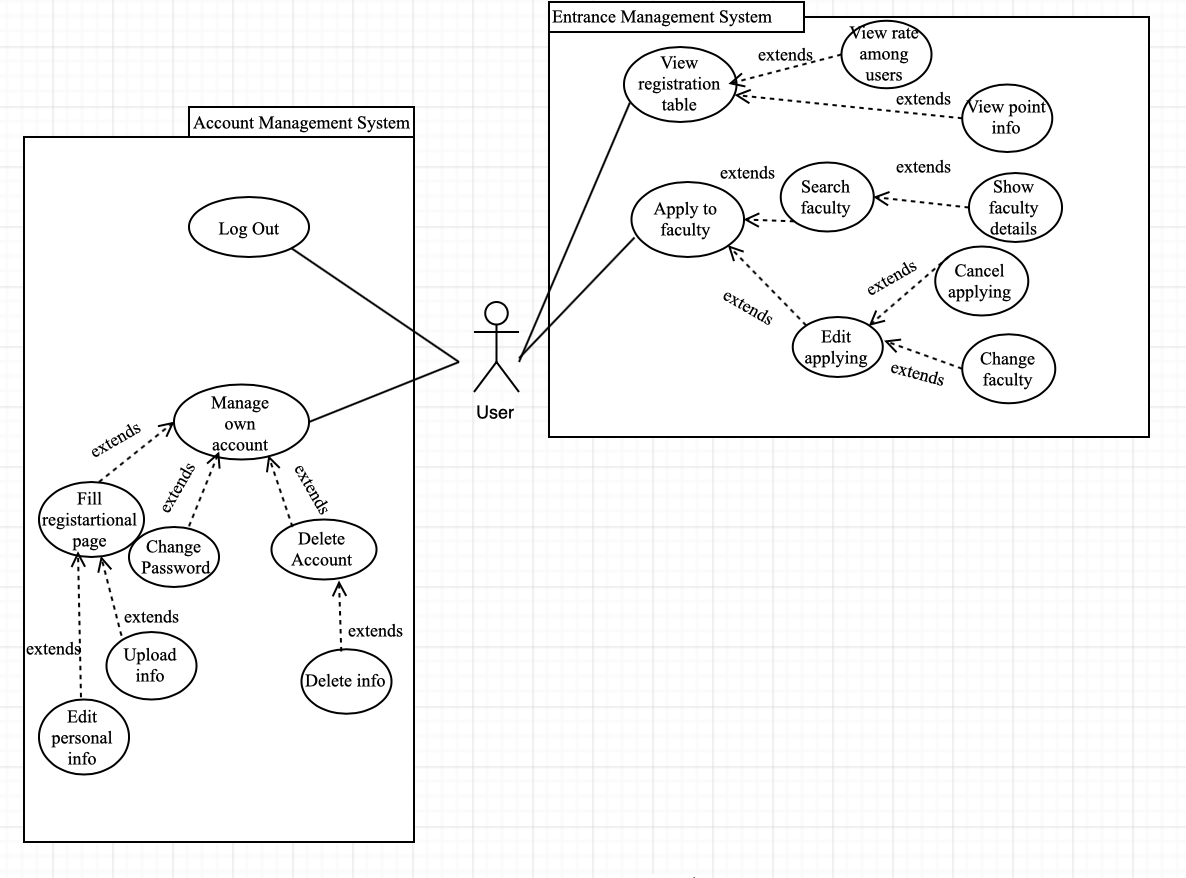 Entrance Management System
View rate
among
users
extends
View
registration
table
extends
View point
info
Account Management System
extends
extends
Search
faculty
Show
faculty
details
Apply to
faculty
Log Out
extends
Cancel
applying
extends
Edit
applying
Change
faculty
extends
User
Manage
own
account
extends
extends
extends
Fill
registartional
page
Change
Password
Delete
Account
extends
extends
extends
Upload
info
Delete info
Edit
personal
info